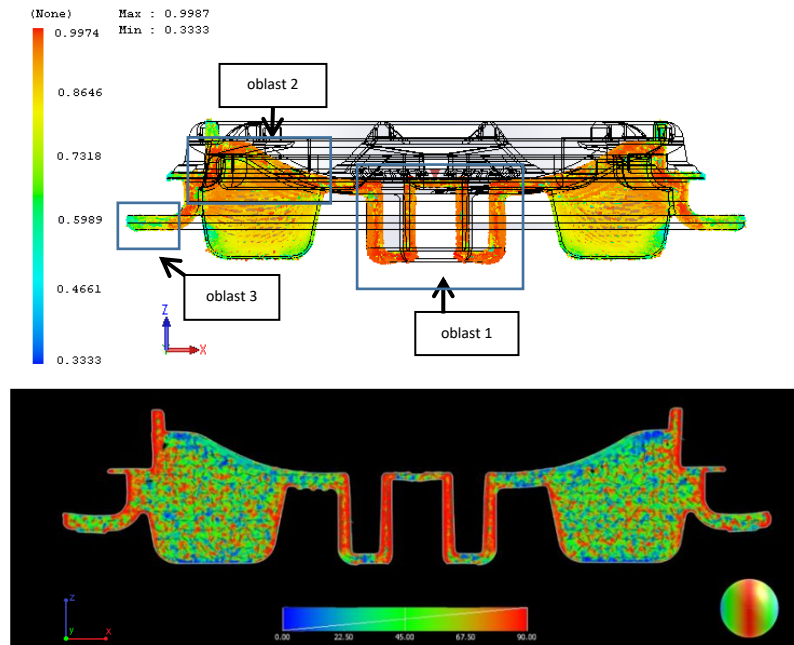 (None)
Max : 0.9987
Min : 0.3333
0.9974
0.8646
0.7318
0.5989
0.4661
0.3333
oblast 2
oblast 3
oblast 1
Z
Y
X
z
y
x
0.00 22.50 45.00 67.50 90.00